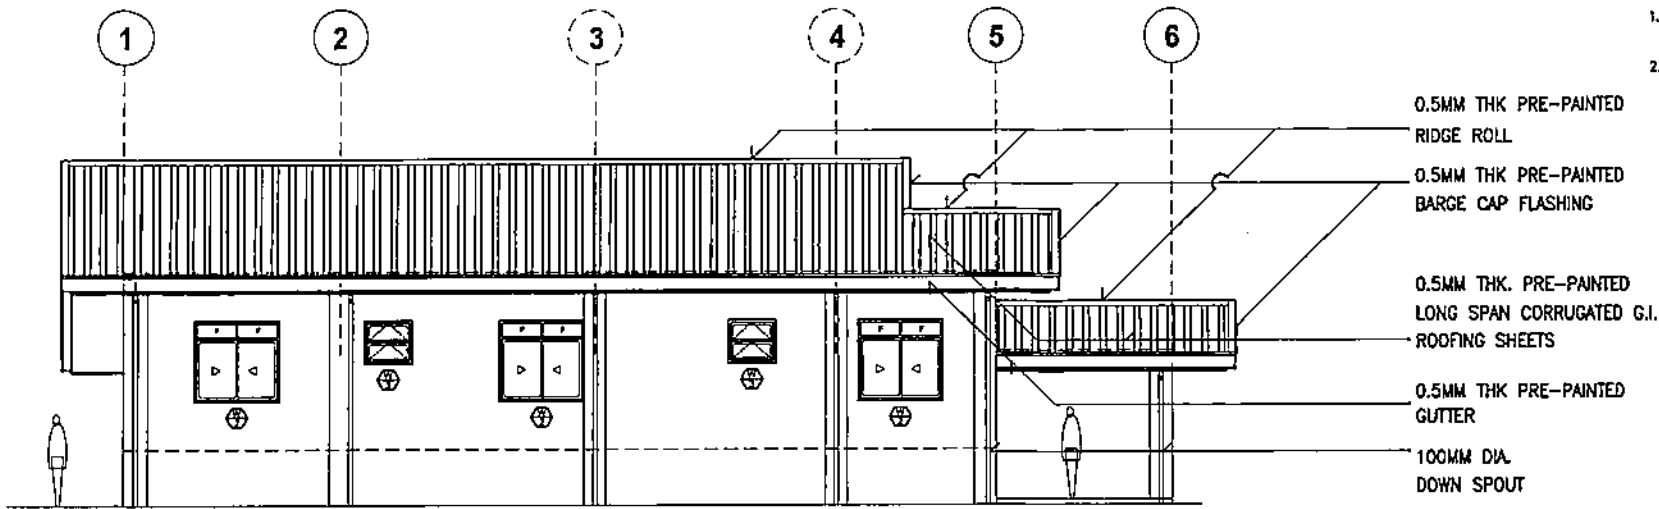 1 2 3 4 5 6
1.
2.
0.5MM THK PRE-PAINTED
RIDGE ROLL
0.5MM THK PRE-PAINTED
BARGE CAP FLASHING
0.5MM THK. PRE-PAINTED
LONG SPAN CORRUGATED G.I.
ROOFING SHEETS
0.5MM THK PRE-PAINTED
GUTTER
100MM DIA.
DOWN SPOUT
F F
F F
F F